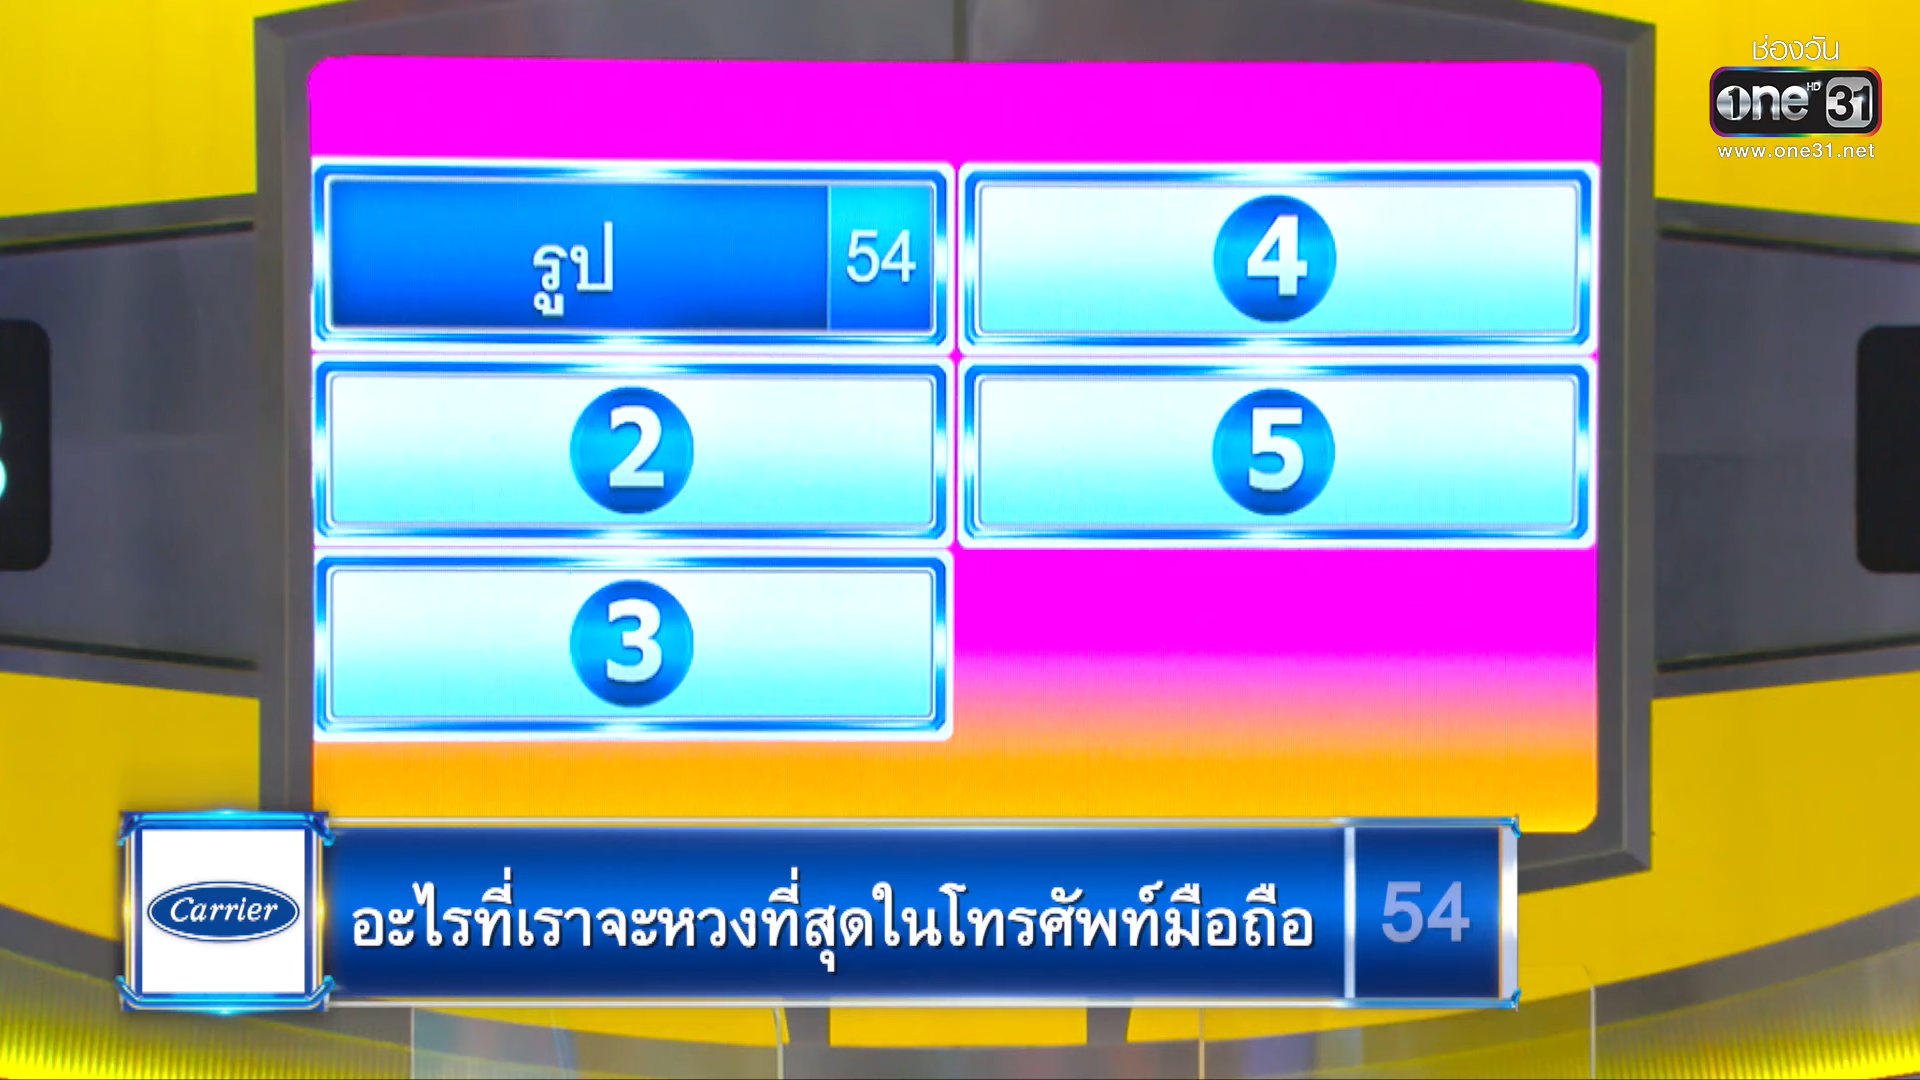 ช่องวัน
one HD 31
www.one31.net
รูป 54
4
2
5
3
Carrier
อะไรที่เราจะหวงที่สุดในโทรศัพท์มือถือ 54